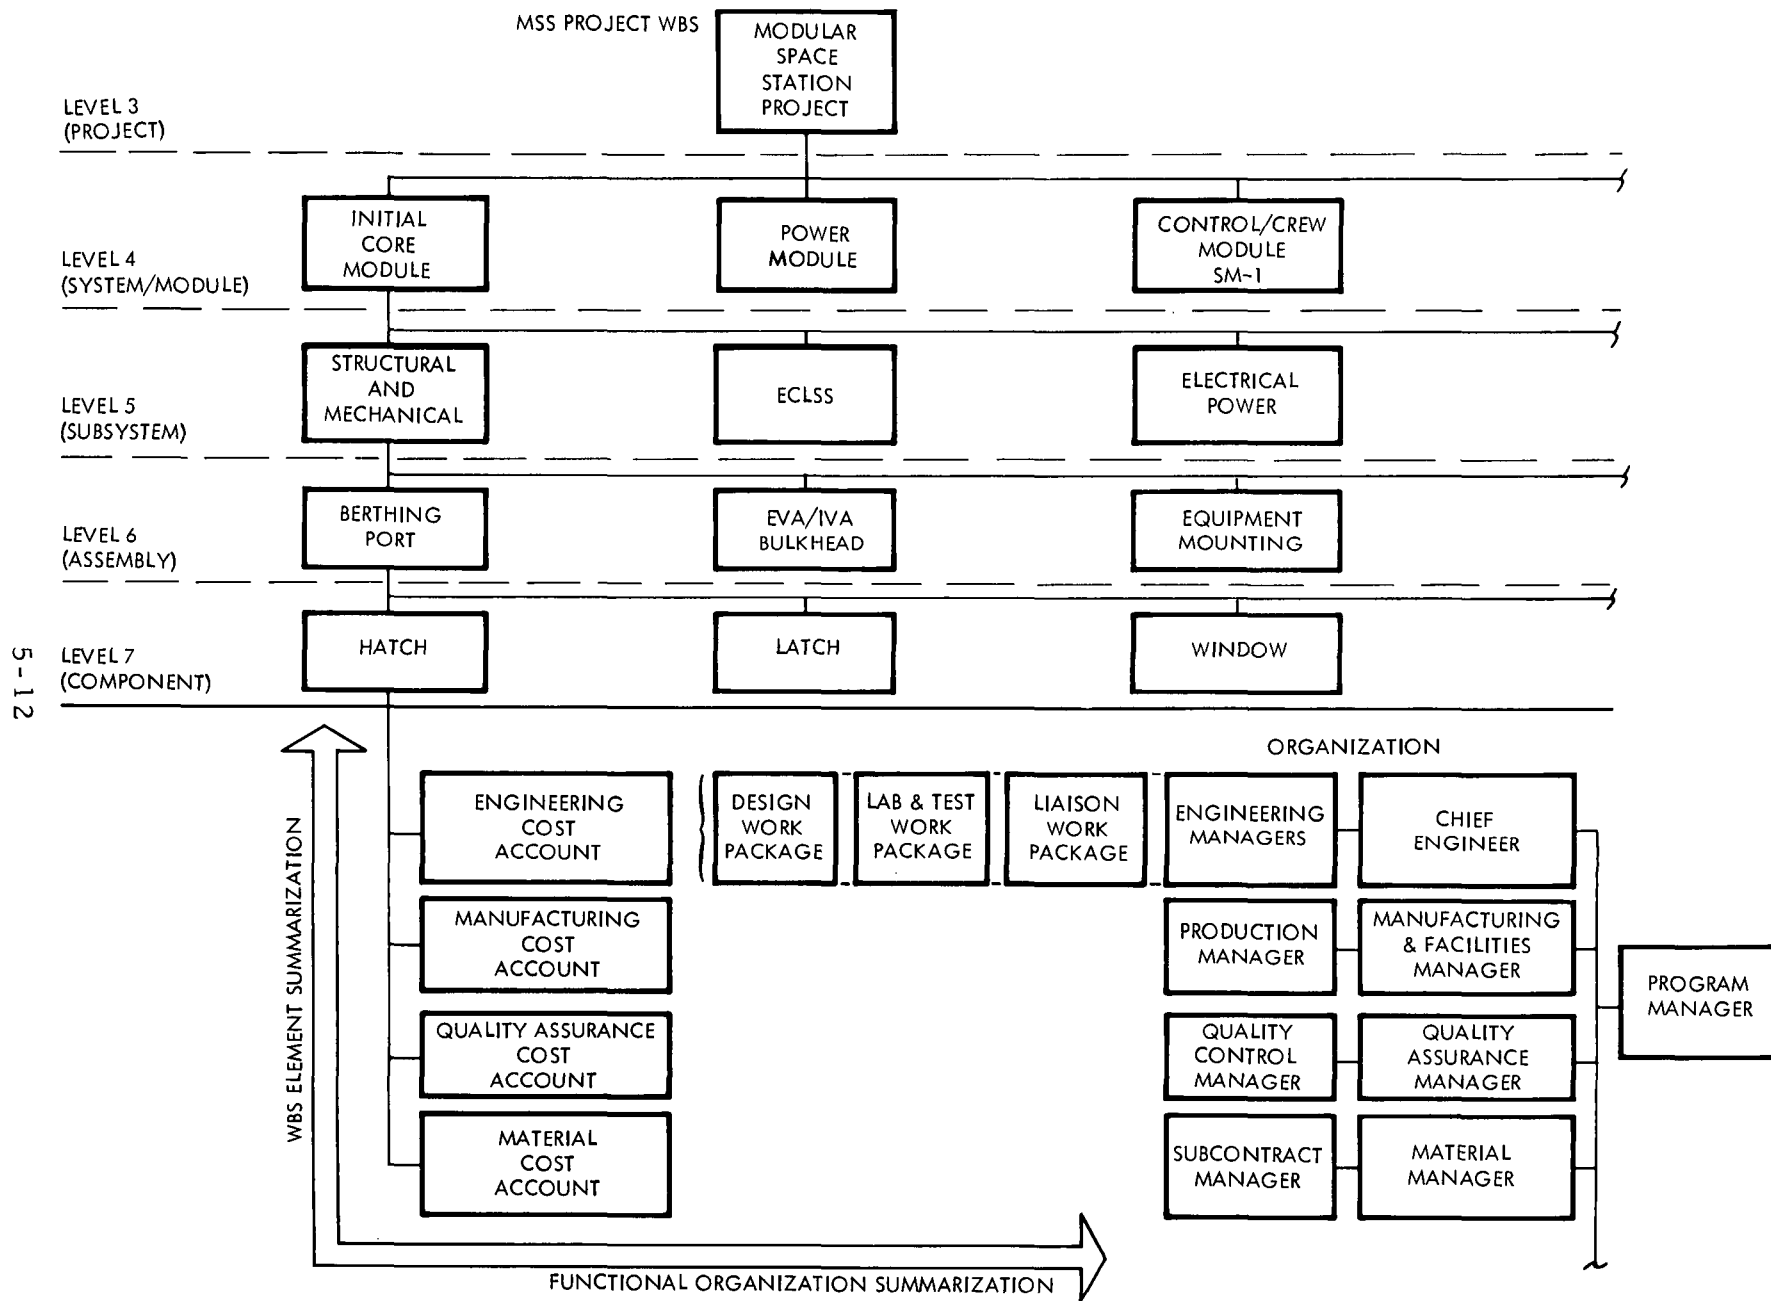 MSS PROJECT WBS
MODULAR
SPACE
STATION
PROJECT
LEVEL 3
(PROJECT)
INITIAL
CORE
MODULE
POWER
MODULE
CONTROL/CREW
MODULE
SM-1
LEVEL 4
(SYSTEM/MODULE)
STRUCTURAL
AND
MECHANICAL
ECLSS
ELECTRICAL
POWER
LEVEL 5
(SUBSYSTEM)
BERTHING
PORT
EVA/IVA
BULKHEAD
EQUIPMENT
MOUNTING
LEVEL 6
(ASSEMBLY)
HATCH
LATCH
WINDOW
LEVEL 7
(COMPONENT)
5-12
ORGANIZATION
ENGINEERING
COST
ACCOUNT
DESIGN
WORK
PACKAGE
LAB & TEST
WORK
PACKAGE
LIAISON
WORK
PACKAGE
ENGINEERING
MANAGERS
CHIEF
ENGINEER
MANUFACTURING
COST
ACCOUNT
PRODUCTION
MANAGER
MANUFACTURING
& FACILITIES
MANAGER
PROGRAM
MANAGER
QUALITY ASSURANCE
COST
ACCOUNT
QUALITY
CONTROL
MANAGER
QUALITY
ASSURANCE
MANAGER
MATERIAL
COST
ACCOUNT
SUBCONTRACT
MANAGER
MATERIAL
MANAGER
WBS ELEMENT SUMMARIZATION
FUNCTIONAL ORGANIZATION SUMMARIZATION